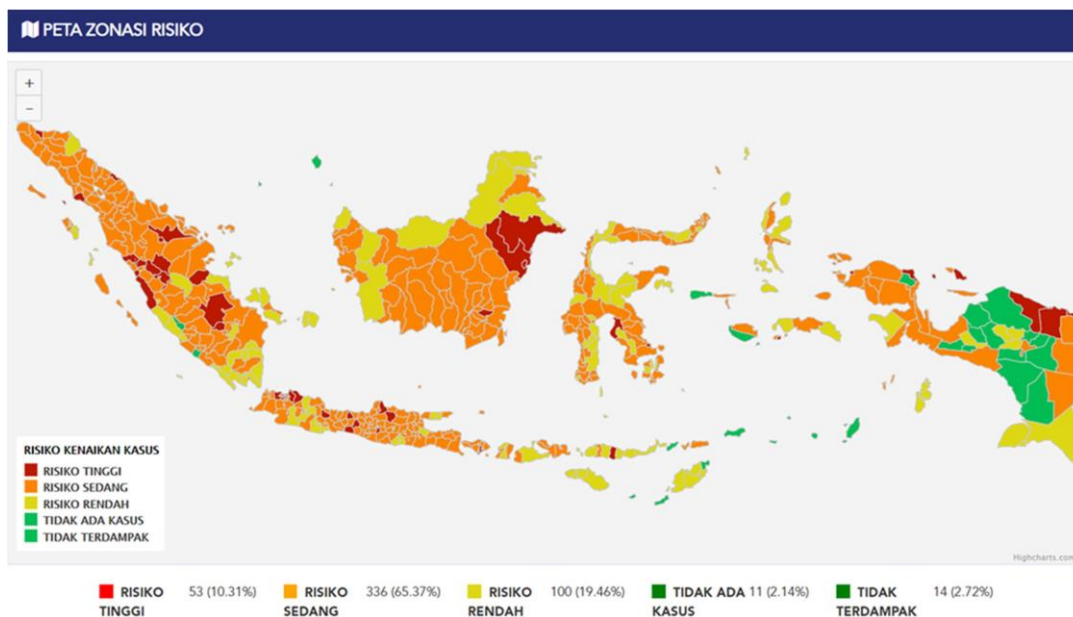 PETA ZONASI RISIKO
+
−
RISIKO KENAIKAN KASUS
RISIKO TINGGI
RISIKO SEDANG
RISIKO RENDAH
TIDAK ADA KASUS
TIDAK TERDAMPAK
Highcharts.com
RISIKO TINGGI 53 (10.31%)
RISIKO SEDANG 336 (65.37%)
RISIKO RENDAH 100 (19.46%)
TIDAK ADA KASUS 11 (2.14%)
TIDAK TERDAMPAK 14 (2.72%)